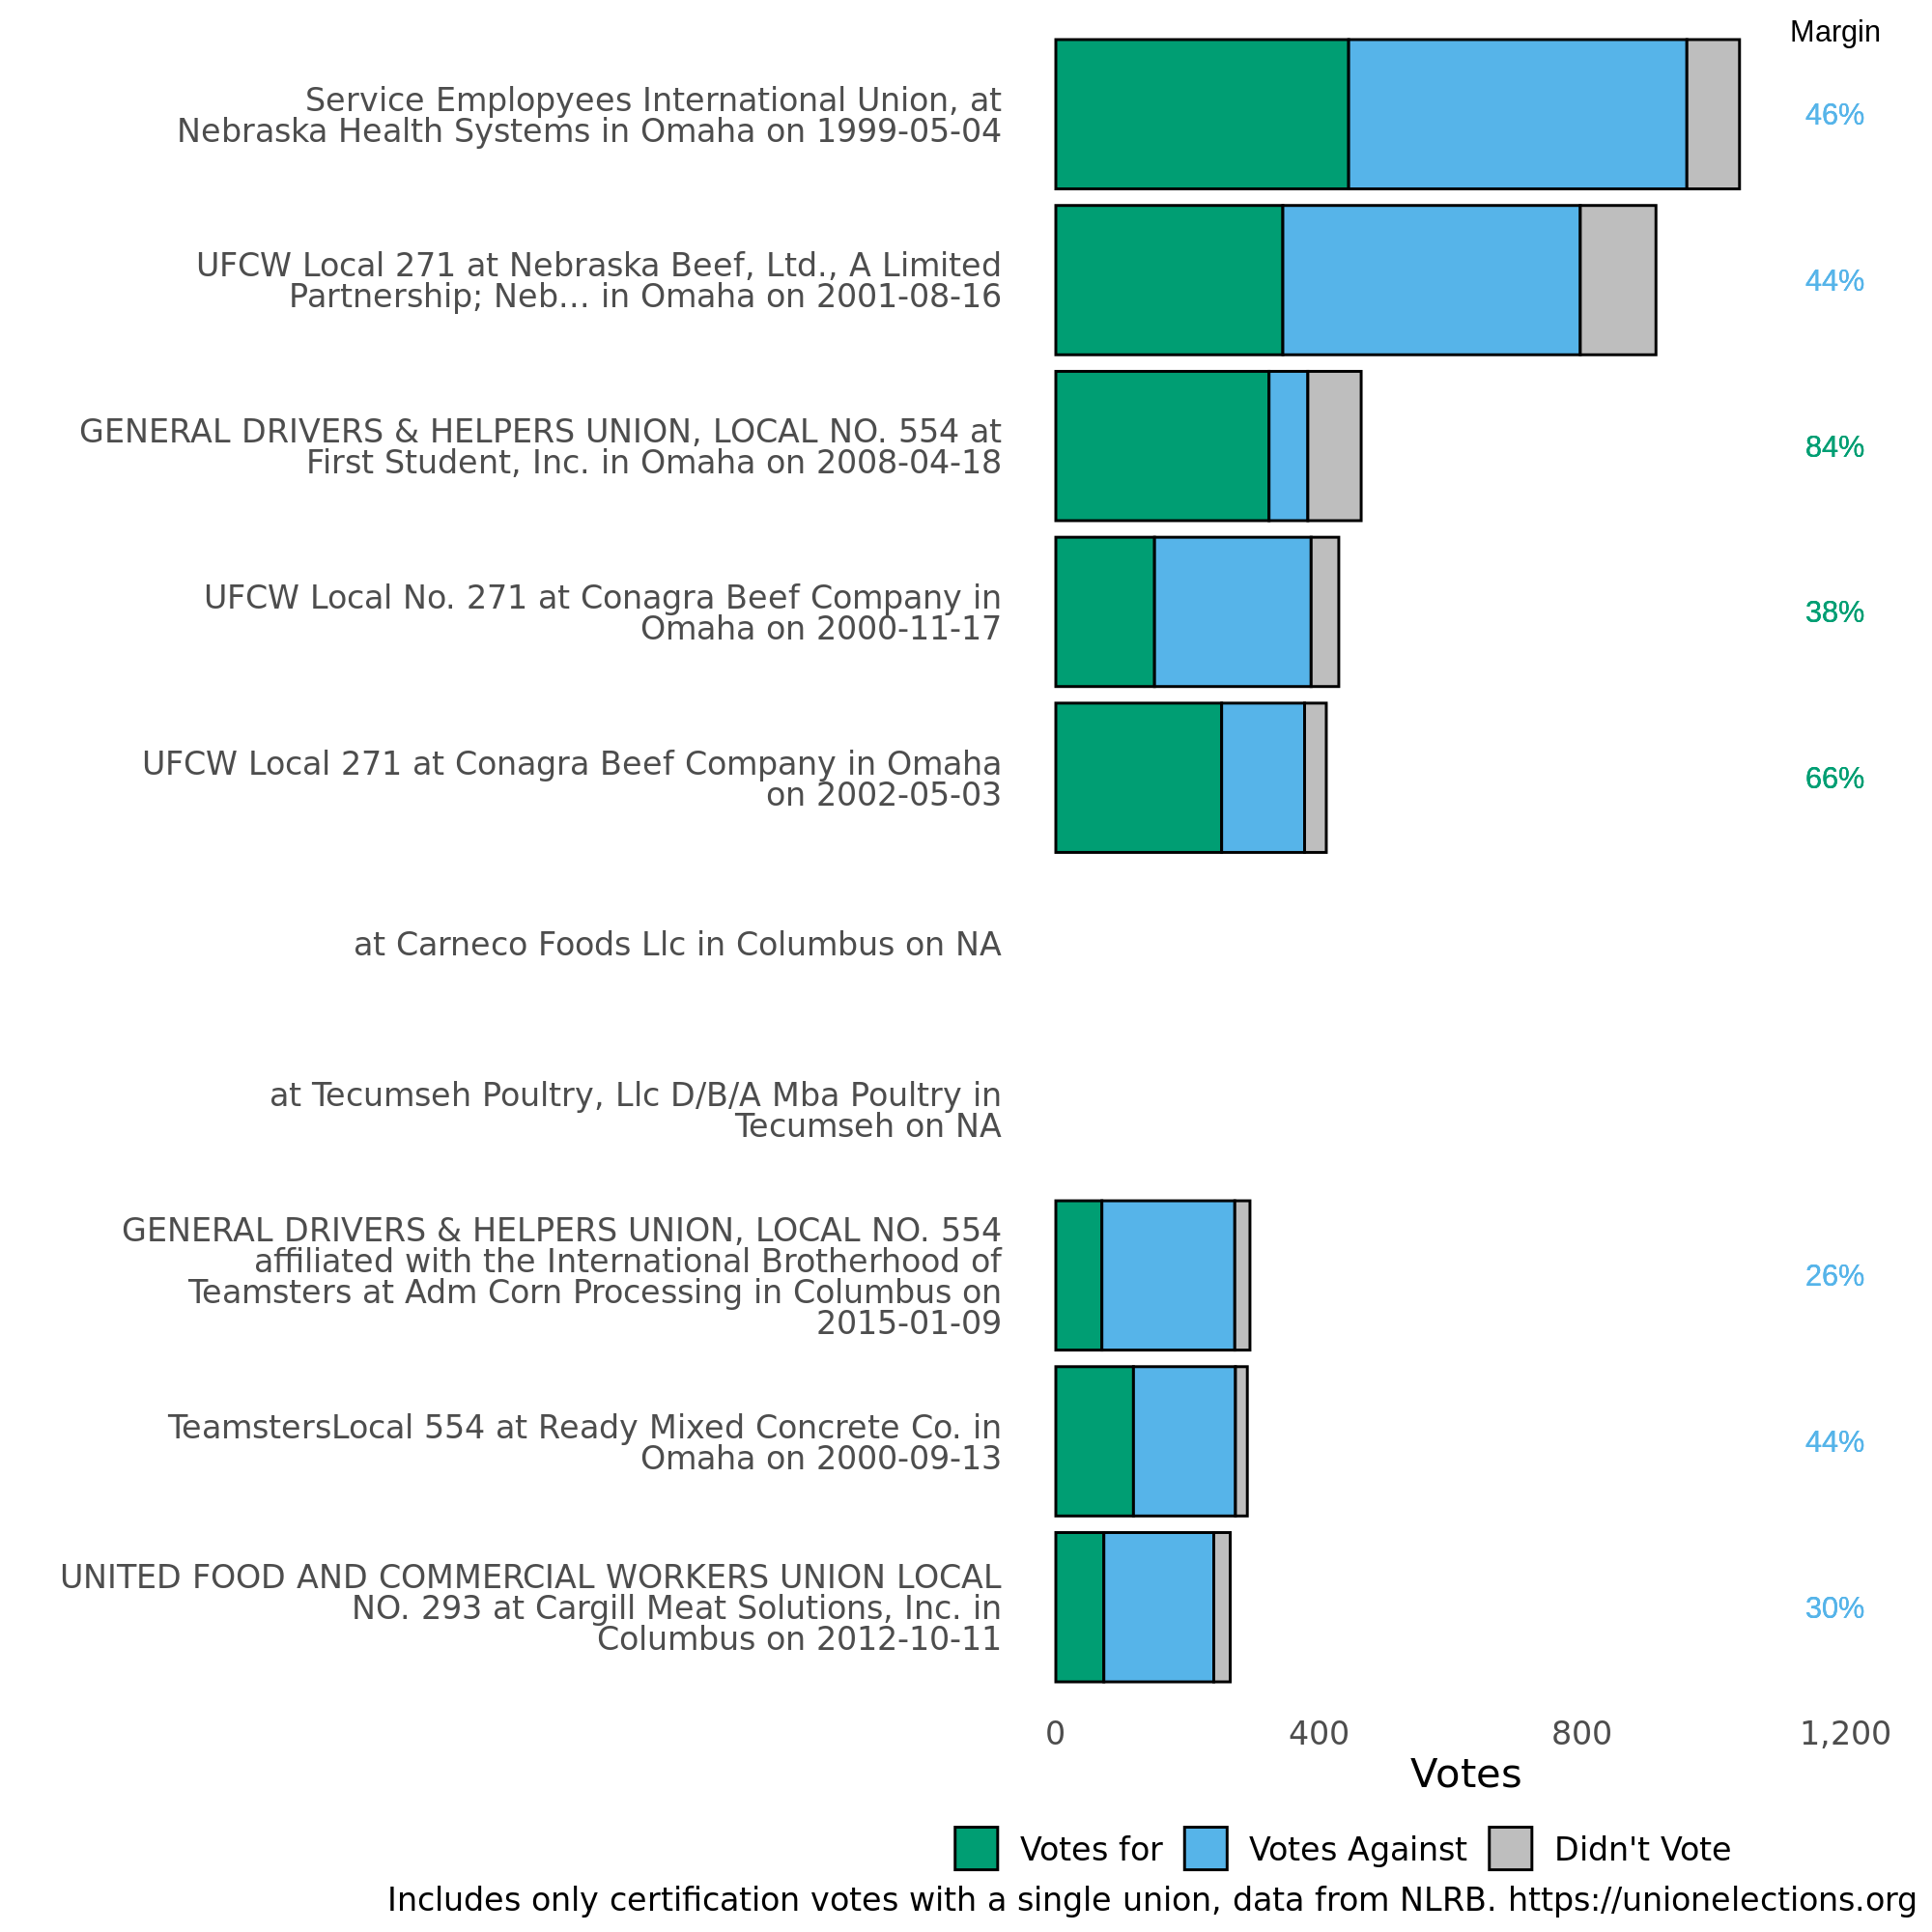 Margin
Service Emplopyees International Union, at
Nebraska Health Systems in Omaha on 1999-05-04
46%
UFCW Local 271 at Nebraska Beef, Ltd., A Limited
Partnership; Neb... in Omaha on 2001-08-16
44%
GENERAL DRIVERS & HELPERS UNION, LOCAL NO. 554 at
First Student, Inc. in Omaha on 2008-04-18
84%
UFCW Local No. 271 at Conagra Beef Company in
Omaha on 2000-11-17
38%
UFCW Local 271 at Conagra Beef Company in Omaha
on 2002-05-03
66%
at Carneco Foods Llc in Columbus on NA
at Tecumseh Poultry, Llc D/B/A Mba Poultry in
Tecumseh on NA
GENERAL DRIVERS & HELPERS UNION, LOCAL NO. 554
affiliated with the International Brotherhood of
Teamsters at Adm Corn Processing in Columbus on
2015-01-09
26%
TeamstersLocal 554 at Ready Mixed Concrete Co. in
Omaha on 2000-09-13
44%
UNITED FOOD AND COMMERCIAL WORKERS UNION LOCAL
NO. 293 at Cargill Meat Solutions, Inc. in
Columbus on 2012-10-11
30%
0 400 800 1,200
Votes
Votes for Votes Against Didn't Vote
Includes only certification votes with a single union, data from NLRB. https://unionelections.org